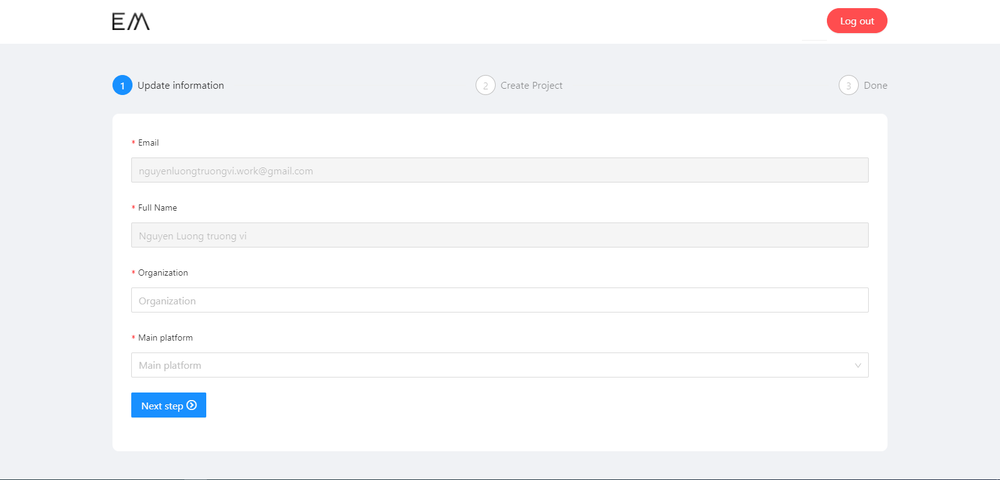 EM
Log out
1 Update information
2 Create Project
3 Done
* Email
nguyenluongtruongvi.work@gmail.com
* Full Name
Nguyen Luong truong vi
* Organization
Organization
* Main platform
Main platform
Next step